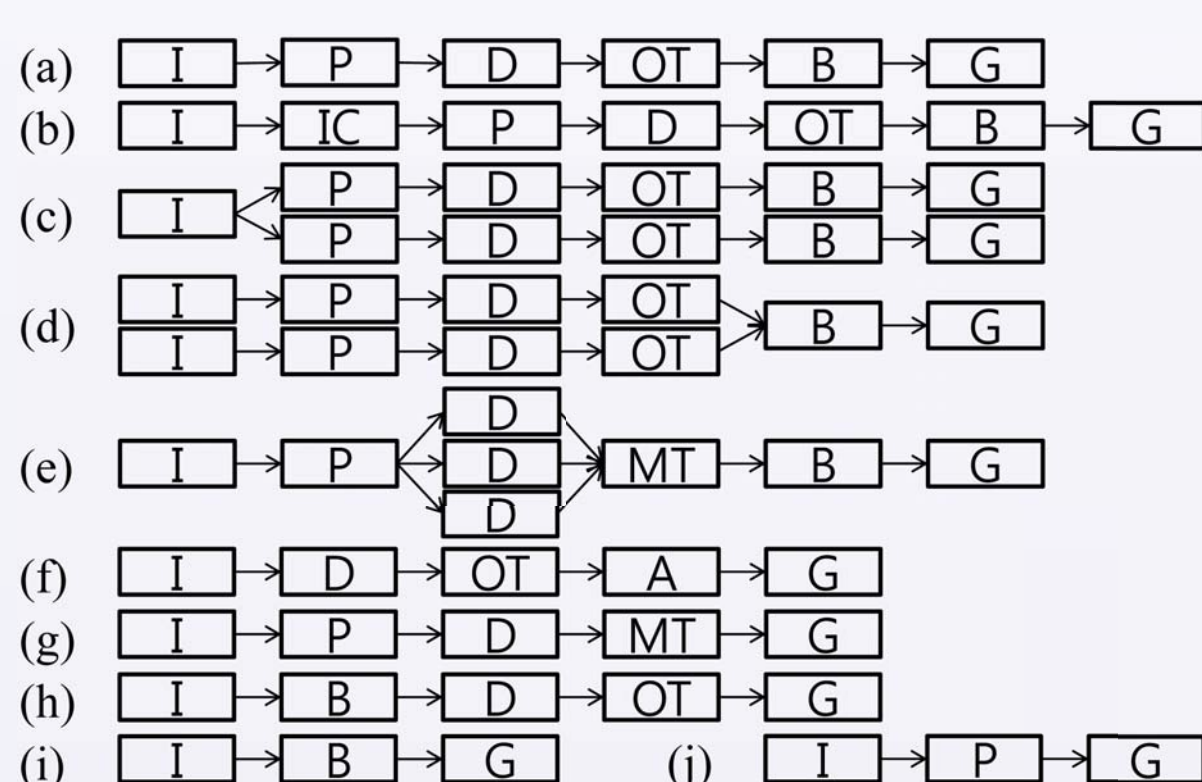 (a) I P D OT B G
(b) I IC P D OT B G
P D OT B G
(c) I
P D OT B G
I P D OT
(d) B G
I P D OT
D
(e) I P D MT B G
D
(f) I D OT A G
(g) I P D MT G
(h) I B D OT G
(i) I B G (j) I P G